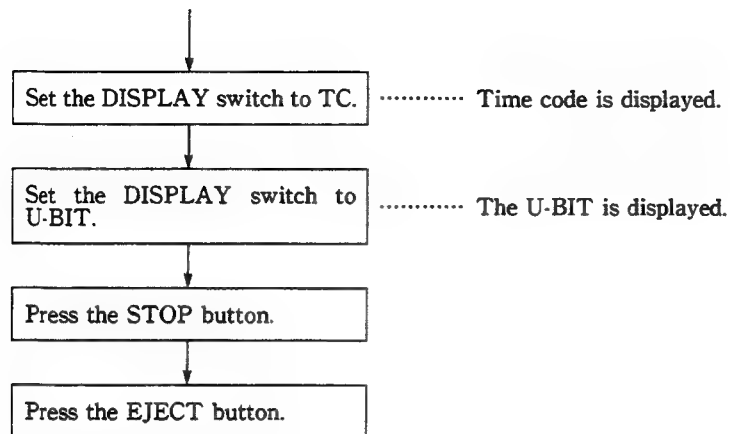 Set the DISPLAY switch to TC. ············ Time code is displayed.
Set the DISPLAY switch to
U-BIT.
············ The U-BIT is displayed.
Press the STOP button.
Press the EJECT button.